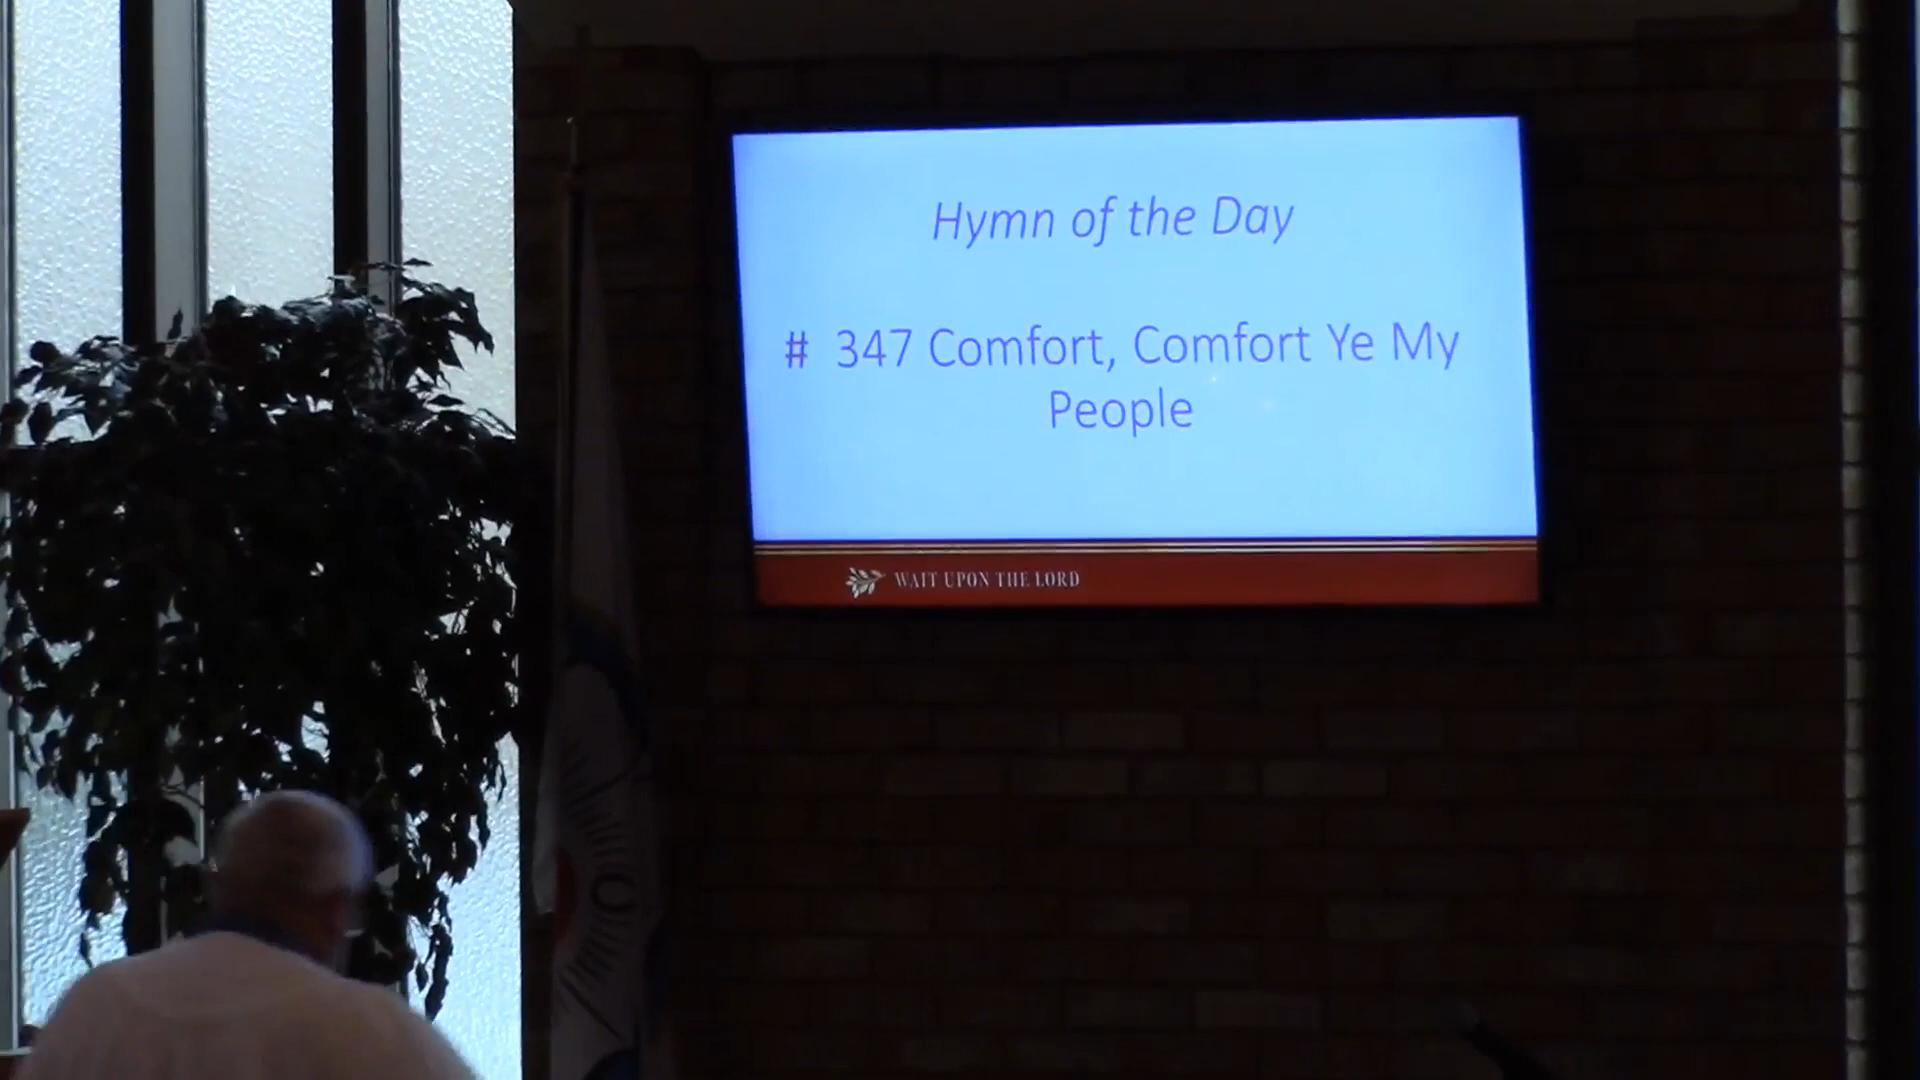 Hymn of the Day
# 347 Comfort, Comfort Ye My
People
WAIT UPON THE LORD